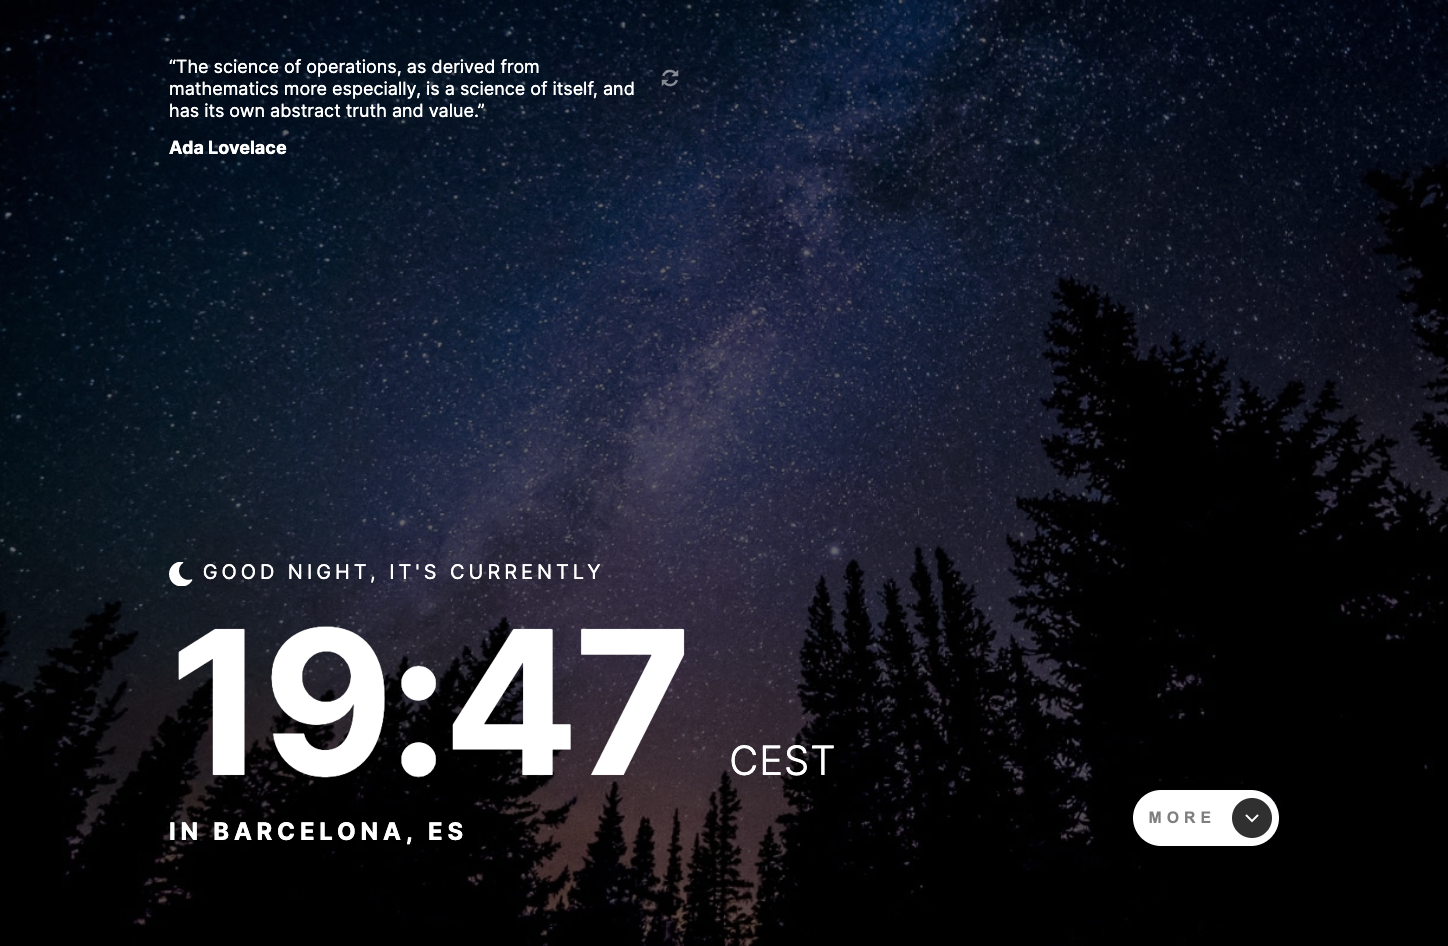 “The science of operations, as derived from
mathematics more especially, is a science of itself, and
has its own abstract truth and value.”
Ada Lovelace
GOOD NIGHT, IT'S CURRENTLY
19:47 CEST
IN BARCELONA, ES
MORE